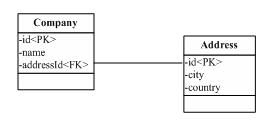 Company
-id<PK>
-name
-addressId<FK>
Address
-id<PK>
-city
-country